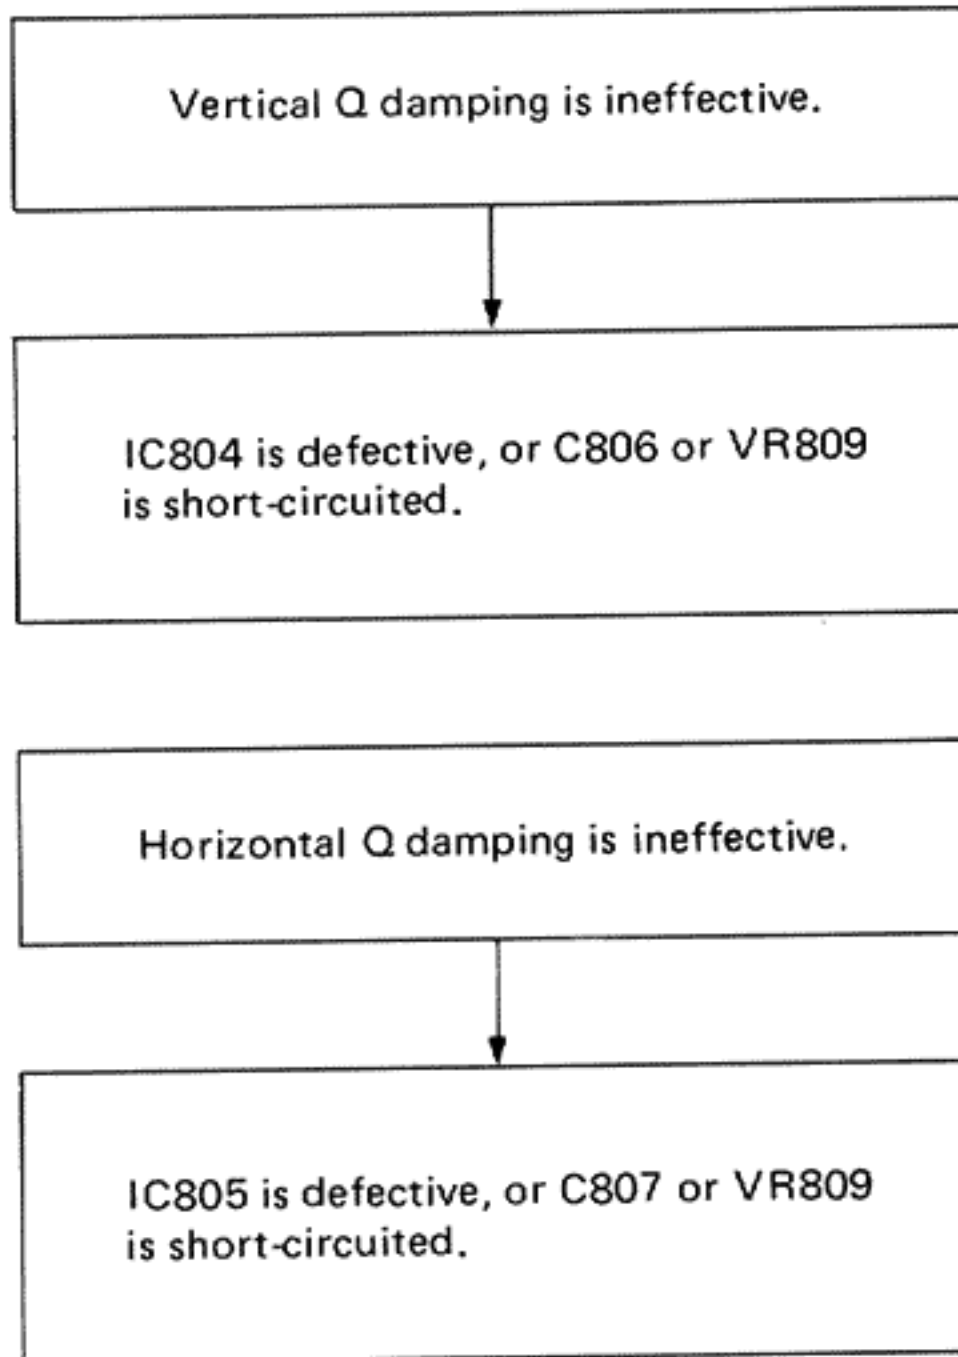 Vertical Q damping is ineffective.
IC804 is defective, or C806 or VR809
is short-circuited.
Horizontal Q damping is ineffective.
IC805 is defective, or C807 or VR809
is short-circuited.